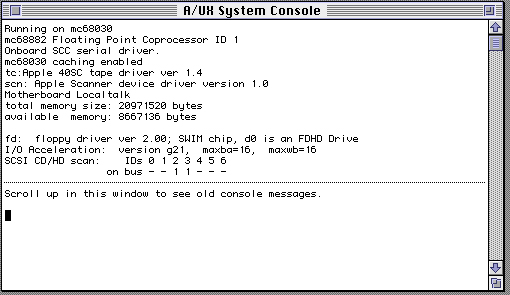 A/UX System Console
Running on mc68030
mc68882 Floating Point Coprocessor ID 1
Onboard SCC serial driver.
mc68030 caching enabled
tc:Apple 40SC tape driver ver 1.4
scn: Apple Scanner device driver version 1.0
Motherboard Localtalk
total memory size: 20971520 bytes
available  memory: 8667136 bytes
fd:  floppy driver ver 2.00; SWIM chip, d0 is an FDHD Drive
I/O Acceleration:  version g21,  maxba=16,  maxwb=16
SCSI CD/HD scan:    IDs 0 1 2 3 4 5 6
on bus - - 1 1 - - -
Scroll up in this window to see old console messages.